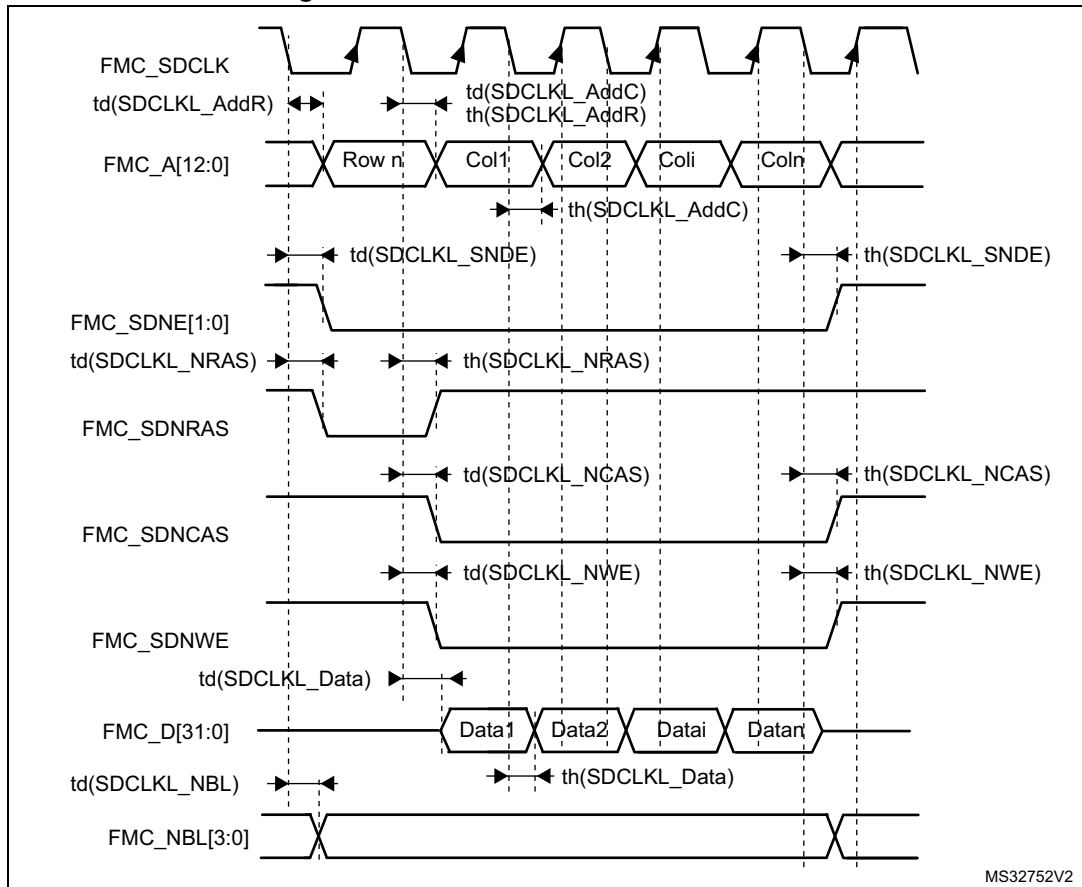 FMC_SDCLK
td(SDCLKL_AddR)
td(SDCLKL_AddC)
th(SDCLKL_AddR)
FMC_A[12:0]
Row n
Col1
Col2
Coli
Coln
th(SDCLKL_AddC)
td(SDCLKL_SNDE)
th(SDCLKL_SNDE)
FMC_SDNE[1:0]
td(SDCLKL_NRAS)
th(SDCLKL_NRAS)
FMC_SDNRAS
td(SDCLKL_NCAS)
th(SDCLKL_NCAS)
FMC_SDNCAS
td(SDCLKL_NWE)
th(SDCLKL_NWE)
FMC_SDNWE
td(SDCLKL_Data)
FMC_D[31:0]
Data1
Data2
Datai
Datan
th(SDCLKL_Data)
td(SDCLKL_NBL)
FMC_NBL[3:0]
MS32752V2